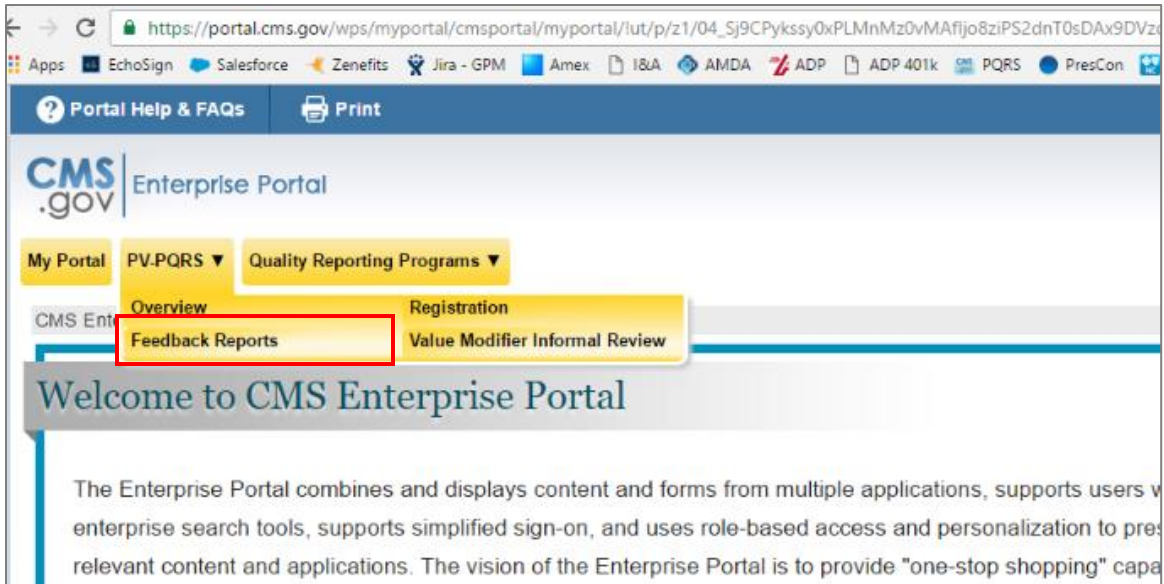 https://portal.cms.gov/wps/myportal/cmsportal/myportal/!ut/p/z1/04_Sj9CPykssy0xPLMnMz0vMAfIjo8ziPS2dnT0sDAx9DVz
Apps EchoSign Salesforce Zenefits Jira - GPM Amex I&A AMDA ADP ADP 401k PQRS PresCon
Portal Help & FAQs Print
CMS
.gov
Enterprise Portal
My Portal PV-PQRS ▼ Quality Reporting Programs ▼
Overview Registration
CMS Ent
Feedback Reports Value Modifier Informal Review
Welcome to CMS Enterprise Portal
The Enterprise Portal combines and displays content and forms from multiple applications, supports users w
enterprise search tools, supports simplified sign-on, and uses role-based access and personalization to pres
relevant content and applications. The vision of the Enterprise Portal is to provide "one-stop shopping" capa